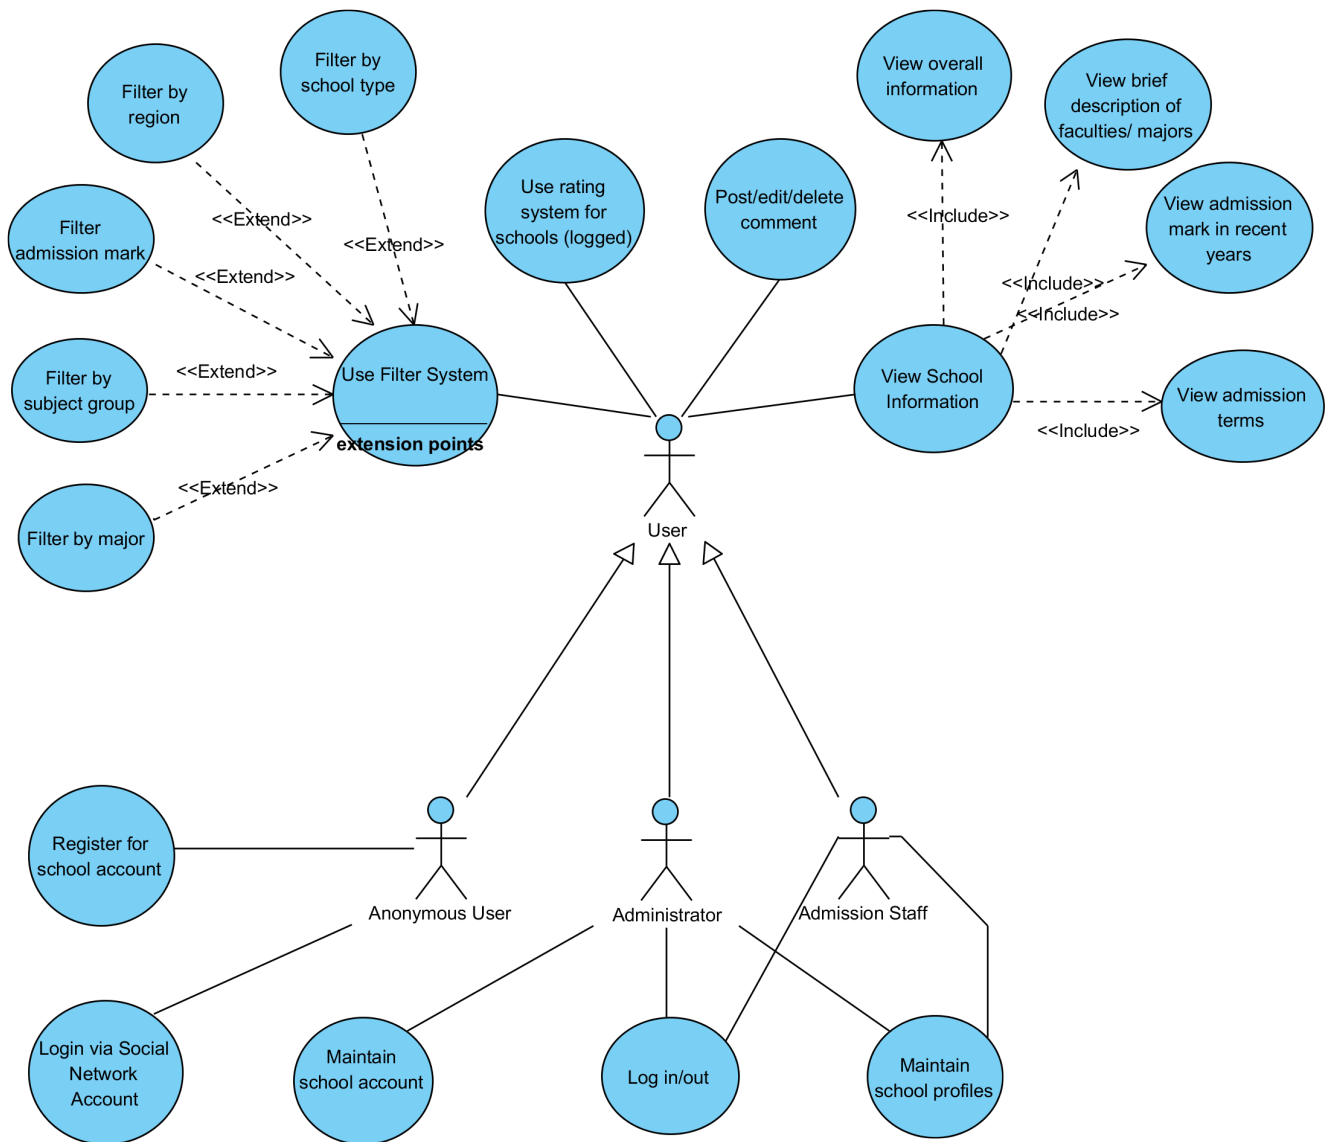 Filter by
school type
Filter by
region
View overall
information
View brief
description of
faculties/ majors
Use rating
system for
schools (logged)
Post/edit/delete
comment
View admission
mark in recent
years
Filter
admission mark
<<Extend>>
<<Extend>>
<<Extend>>
<<Include>>
<<Include>>
<<Include>>
Filter by
subject group
<<Extend>>
Use Filter System
extension points
View School
Information
View admission
terms
<<Include>>
<<Extend>>
Filter by major
User
Register for
school account
Anonymous User
Administrator
Admission Staff
Login via Social
Network
Account
Maintain
school account
Log in/out
Maintain
school profiles